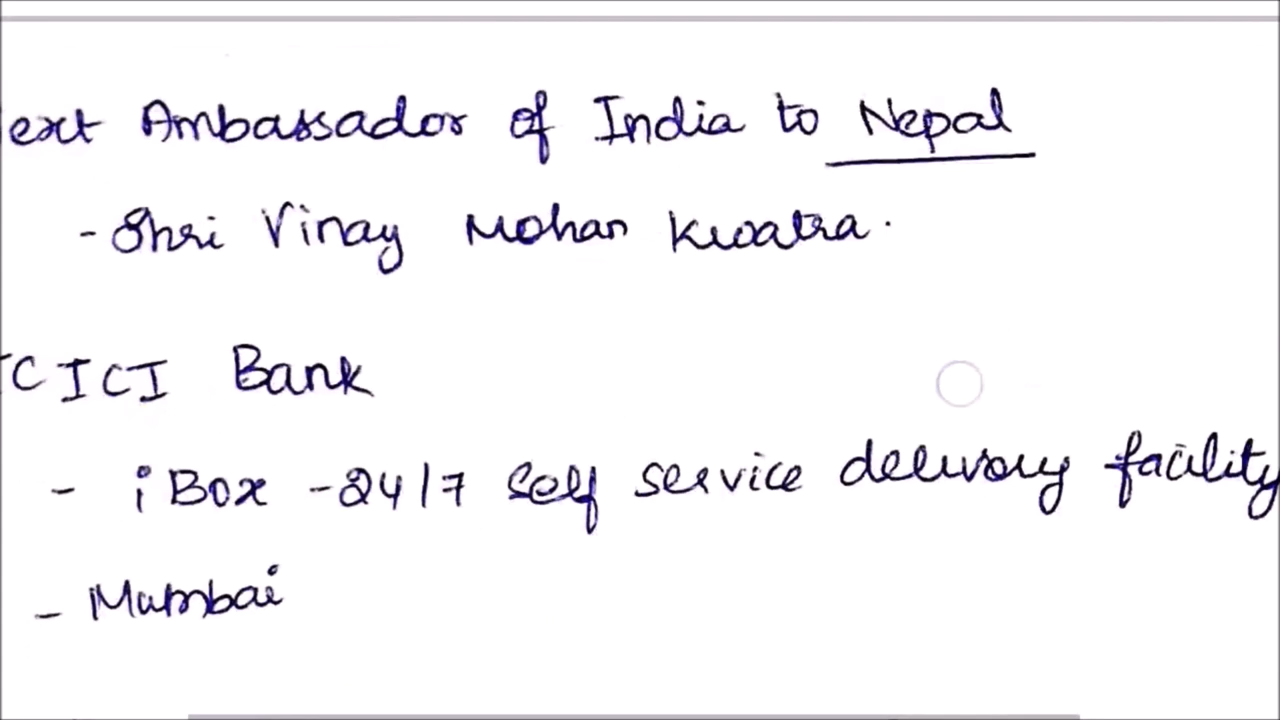 ext Ambassador of India to Nepal
- Shri Vinay Mohan Kwatra.
ICICI Bank
- iBox - 24/7 Self service delivery facility
- Mumbai